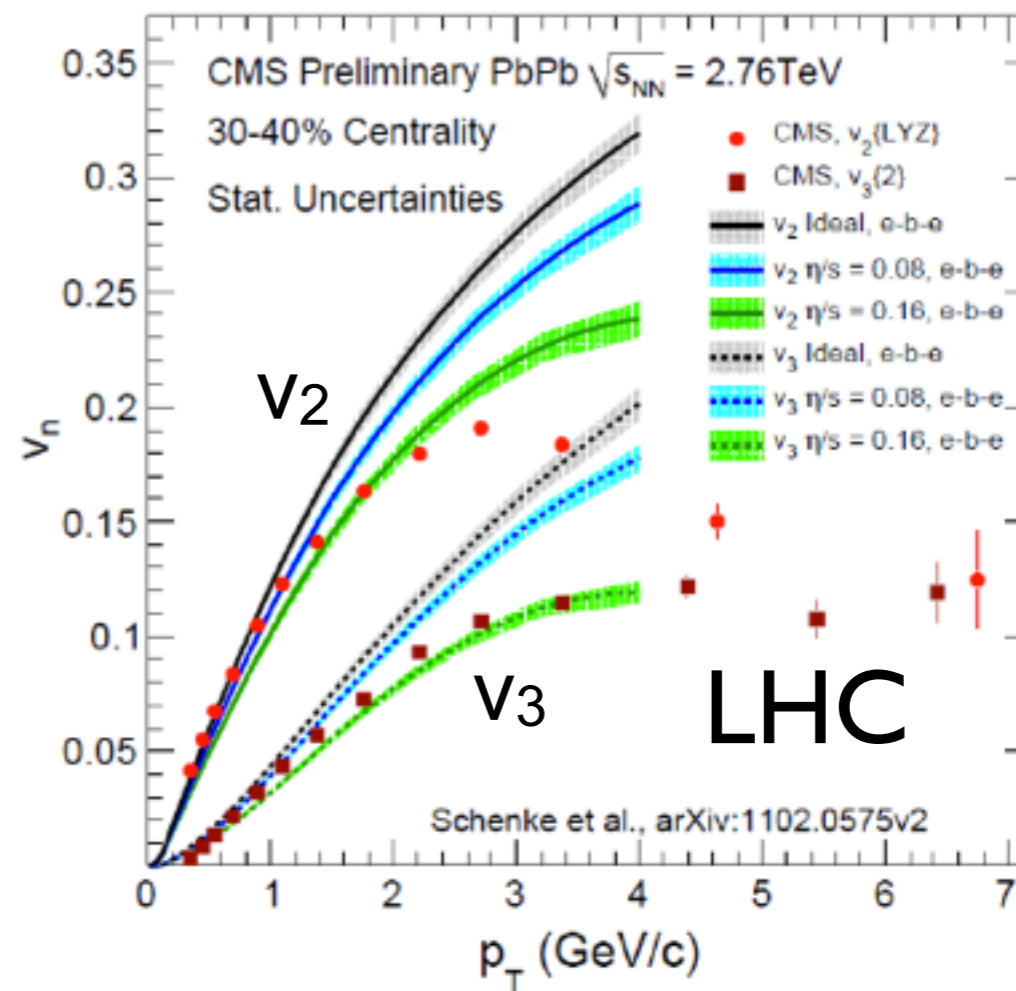 CMS Preliminary PbPb √s_NN = 2.76TeV
30-40% Centrality
Stat. Uncertainties
CMS, v₂{LYZ}
CMS, v₃{2}
v₂ Ideal, e-b-e
v₂ η/s = 0.08, e-b-e
v₂ η/s = 0.16, e-b-e
v₃ Ideal, e-b-e
v₃ η/s = 0.08, e-b-e
v₃ η/s = 0.16, e-b-e
v2
v3
LHC
Schenke et al., arXiv:1102.0575v2
vₙ
0.35
0.3
0.25
0.2
0.15
0.1
0.05
0
0 1 2 3 4 5 6 7
p_T (GeV/c)